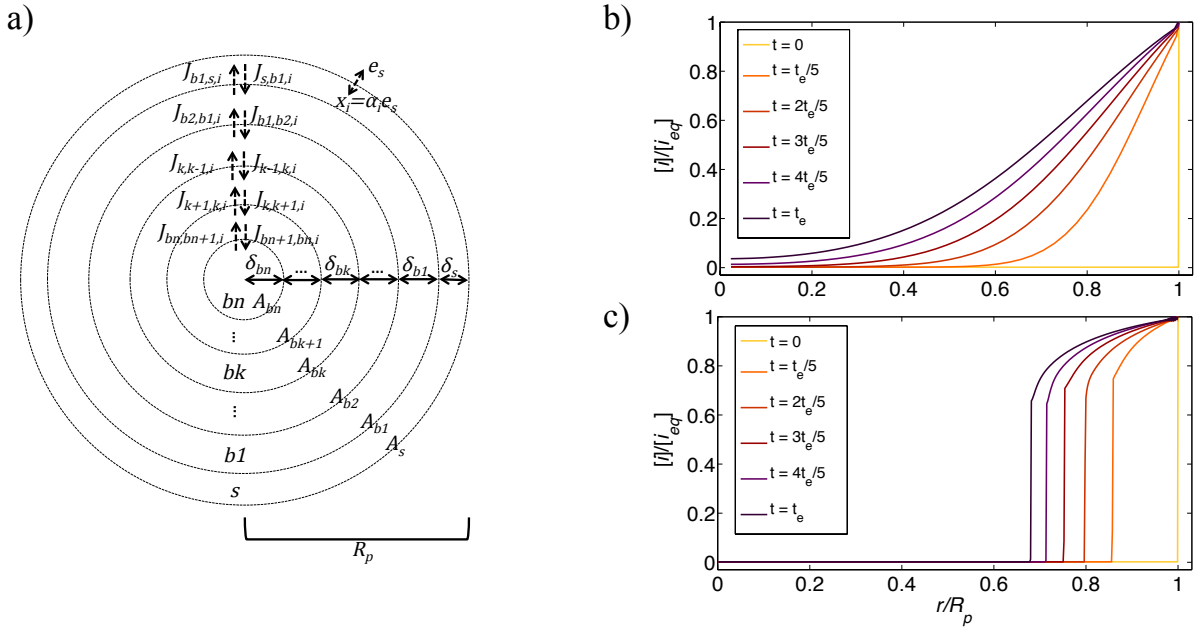 a)
J_{b1,s,i} J_{s,b1,i}
e_s
x_i=α_ie_s
J_{b2,b1,i} J_{b1,b2,i}
J_{k,k-1,i} J_{k-1,k,i}
J_{k+1,k,i} J_{k,k+1,i}
J_{bn,bn+1,i} J_{bn+1,bn,i}
δ_{bn} ... δ_{bk} ... δ_{b1} δ_s
bn A_{bn}
⋮ A_{bk+1}
bk A_{bk}
⋮ A_{b2}
b1 A_{b1}
A_s
s
R_p
b)
[i]/[i_{eq}]
1
0.8
0.6
0.4
0.2
0
t = 0
t = t_e/5
t = 2t_e/5
t = 3t_e/5
t = 4t_e/5
t = t_e
0 0.2 0.4 0.6 0.8 1
c)
[i]/[i_{eq}]
1
0.8
0.6
0.4
0.2
0
t = 0
t = t_e/5
t = 2t_e/5
t = 3t_e/5
t = 4t_e/5
t = t_e
0 0.2 0.4 0.6 0.8 1
r/R_p